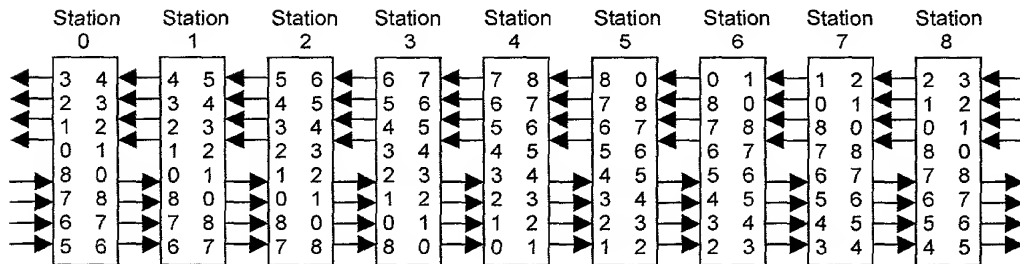 Station Station Station Station Station Station Station Station Station
0 1 2 3 4 5 6 7 8
3 4 4 5 5 6 6 7 7 8 8 0 0 1 1 2 2 3
2 3 3 4 4 5 5 6 6 7 7 8 8 0 0 1 1 2
1 2 2 3 3 4 4 5 5 6 6 7 7 8 8 0 0 1
0 1 1 2 2 3 3 4 4 5 5 6 6 7 7 8 8 0
8 0 0 1 1 2 2 3 3 4 4 5 5 6 6 7 7 8
7 8 8 0 0 1 1 2 2 3 3 4 4 5 5 6 6 7
6 7 7 8 8 0 0 1 1 2 2 3 3 4 4 5 5 6
5 6 6 7 7 8 8 0 0 1 1 2 2 3 3 4 4 5